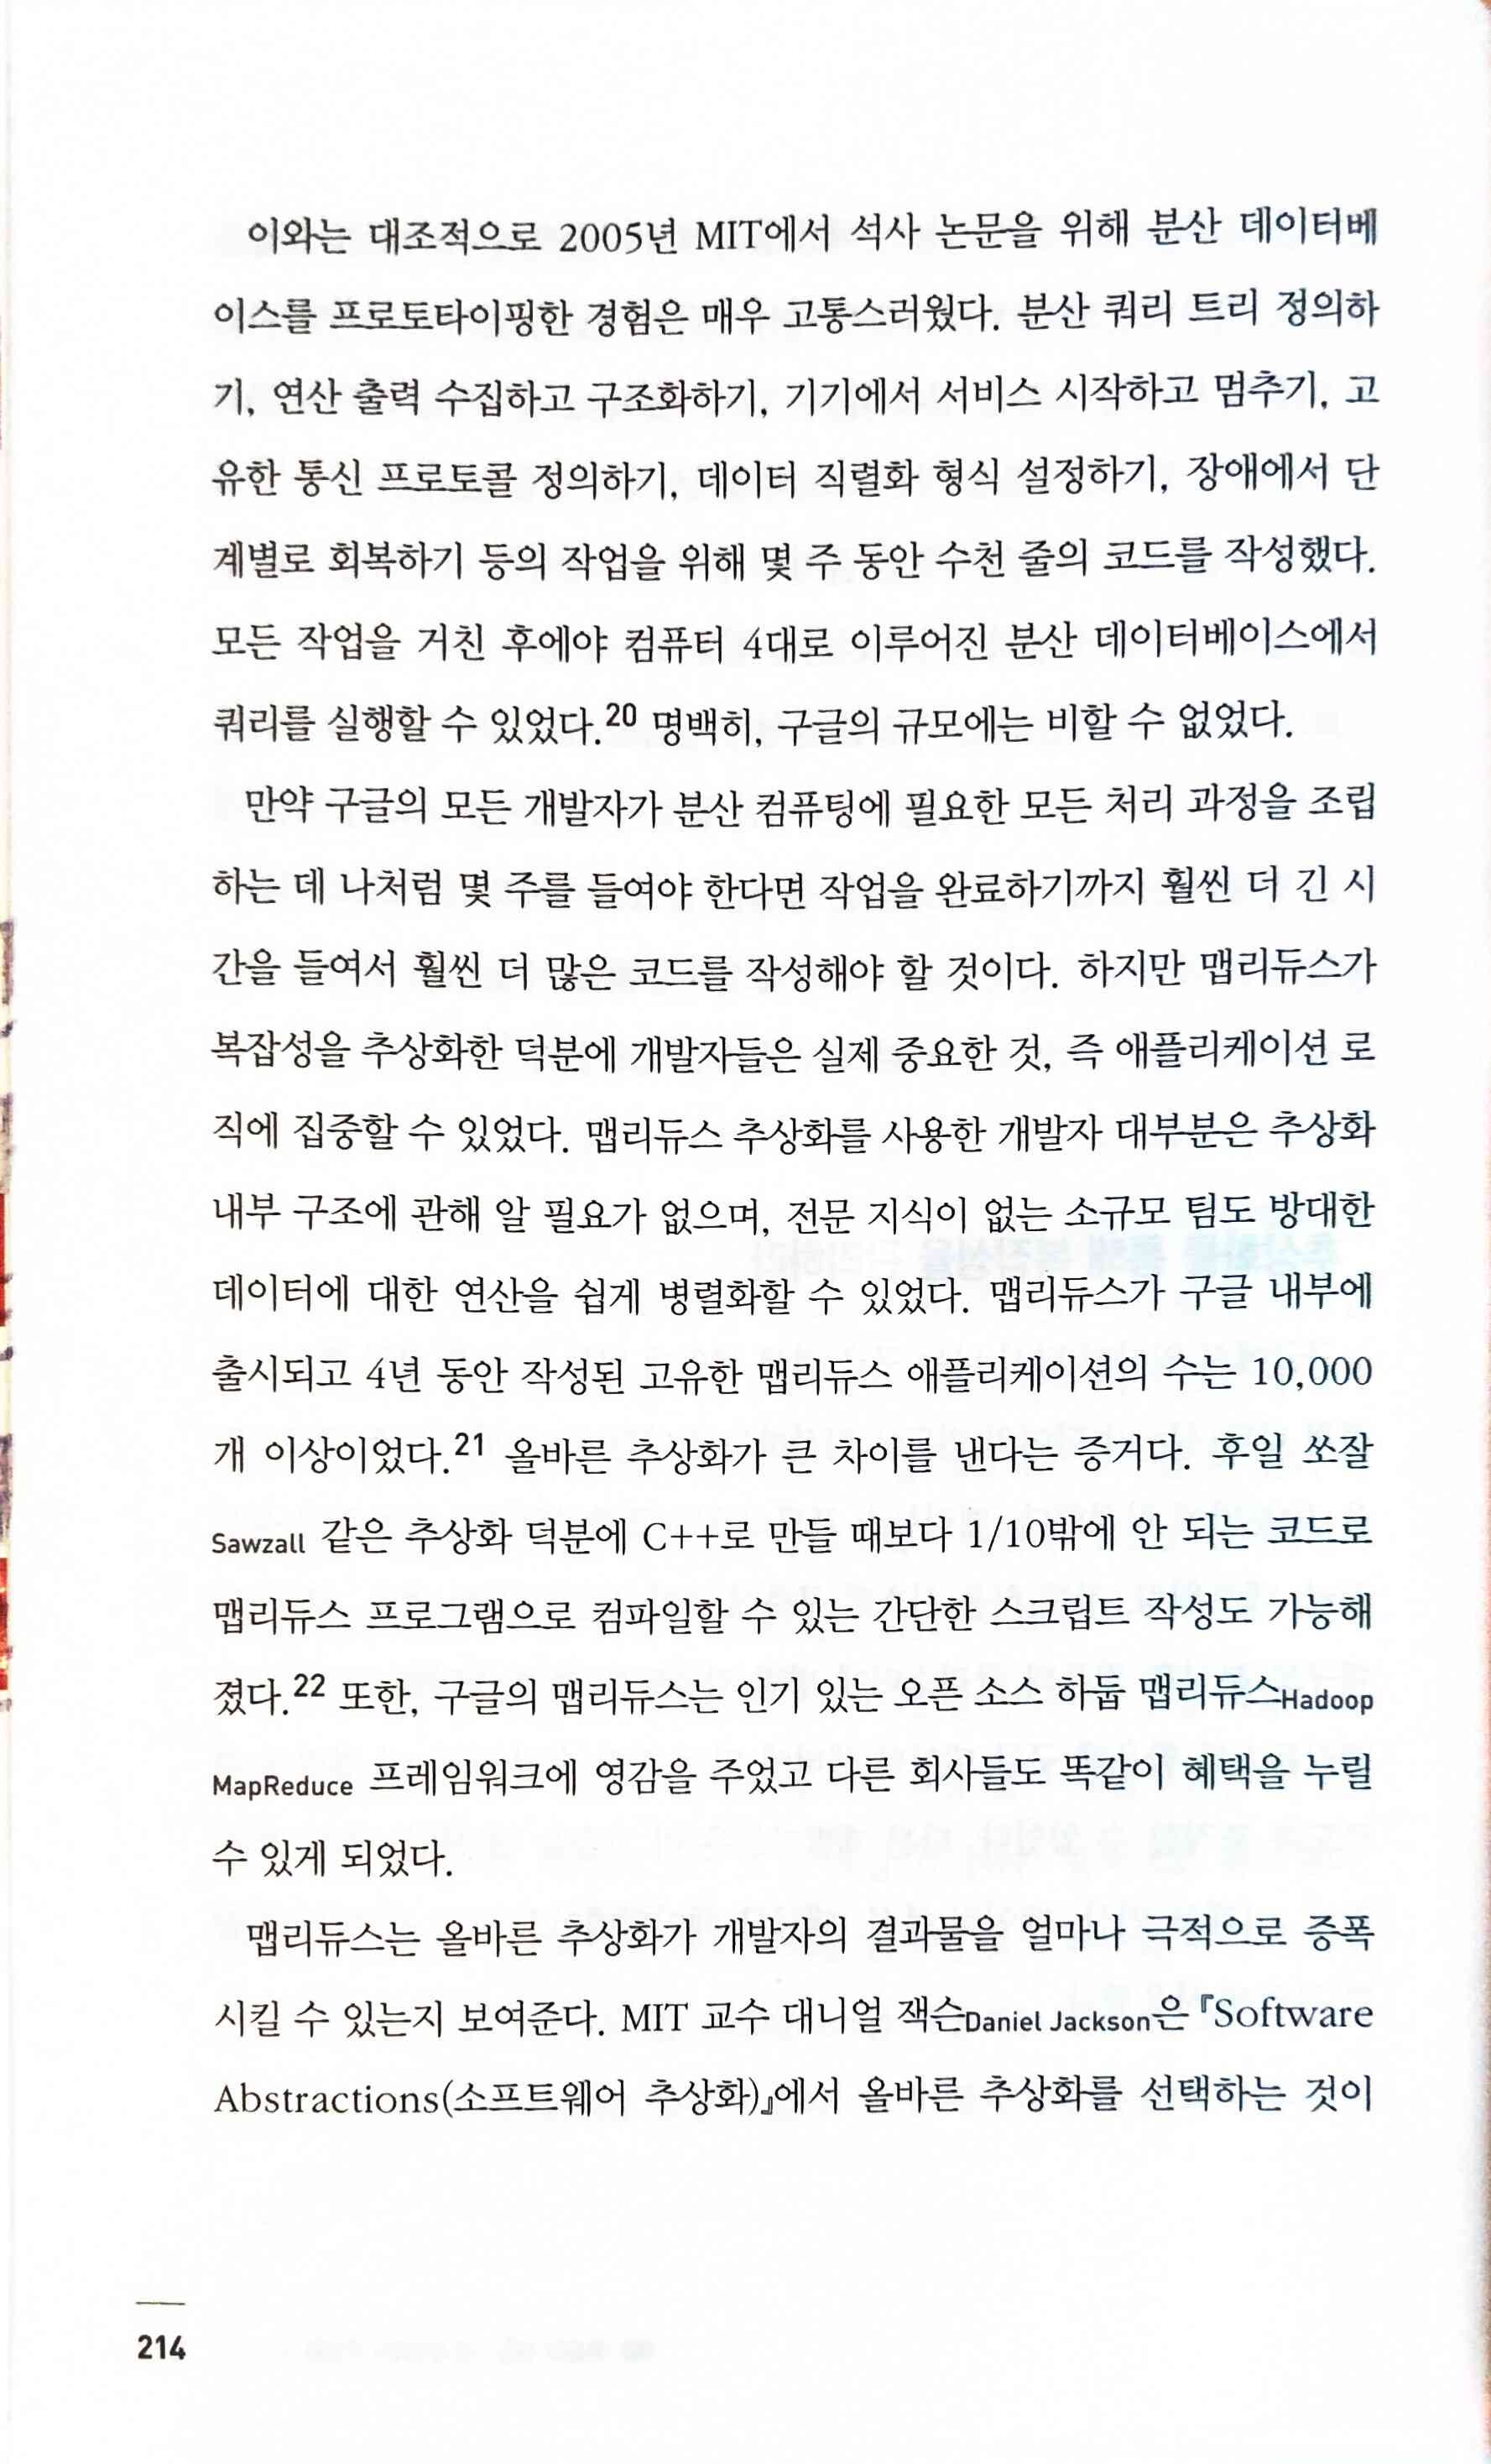 이와는 대조적으로 2005년 MIT에서 석사 논문을 위해 분산 데이터베
이스를 프로토타이핑한 경험은 매우 고통스러웠다. 분산 쿼리 트리 정의하
기, 연산 출력 수집하고 구조화하기, 기기에서 서비스 시작하고 멈추기, 고
유한 통신 프로토콜 정의하기, 데이터 직렬화 형식 설정하기, 장애에서 단
계별로 회복하기 등의 작업을 위해 몇 주 동안 수천 줄의 코드를 작성했다.
모든 작업을 거친 후에야 컴퓨터 4대로 이루어진 분산 데이터베이스에서
쿼리를 실행할 수 있었다.20 명백히, 구글의 규모에는 비할 수 없었다.
만약 구글의 모든 개발자가 분산 컴퓨팅에 필요한 모든 처리 과정을 조립
하는 데 나처럼 몇 주를 들여야 한다면 작업을 완료하기까지 훨씬 더 긴 시
간을 들여서 훨씬 더 많은 코드를 작성해야 할 것이다. 하지만 맵리듀스가
복잡성을 추상화한 덕분에 개발자들은 실제 중요한 것, 즉 애플리케이션 로
직에 집중할 수 있었다. 맵리듀스 추상화를 사용한 개발자 대부분은 추상화
내부 구조에 관해 알 필요가 없으며, 전문 지식이 없는 소규모 팀도 방대한
데이터에 대한 연산을 쉽게 병렬화할 수 있었다. 맵리듀스가 구글 내부에
출시되고 4년 동안 작성된 고유한 맵리듀스 애플리케이션의 수는 10,000
개 이상이었다.21 올바른 추상화가 큰 차이를 낸다는 증거다. 후일 쏘잘
Sawzall 같은 추상화 덕분에 C++로 만들 때보다 1/10밖에 안 되는 코드로
맵리듀스 프로그램으로 컴파일할 수 있는 간단한 스크립트 작성도 가능해
졌다.22 또한, 구글의 맵리듀스는 인기 있는 오픈 소스 하둡 맵리듀스Hadoop
MapReduce 프레임워크에 영감을 주었고 다른 회사들도 똑같이 혜택을 누릴
수 있게 되었다.
맵리듀스는 올바른 추상화가 개발자의 결과물을 얼마나 극적으로 증폭
시킬 수 있는지 보여준다. MIT 교수 대니얼 잭슨Daniel Jackson은 『Software
Abstractions(소프트웨어 추상화)』에서 올바른 추상화를 선택하는 것이
214